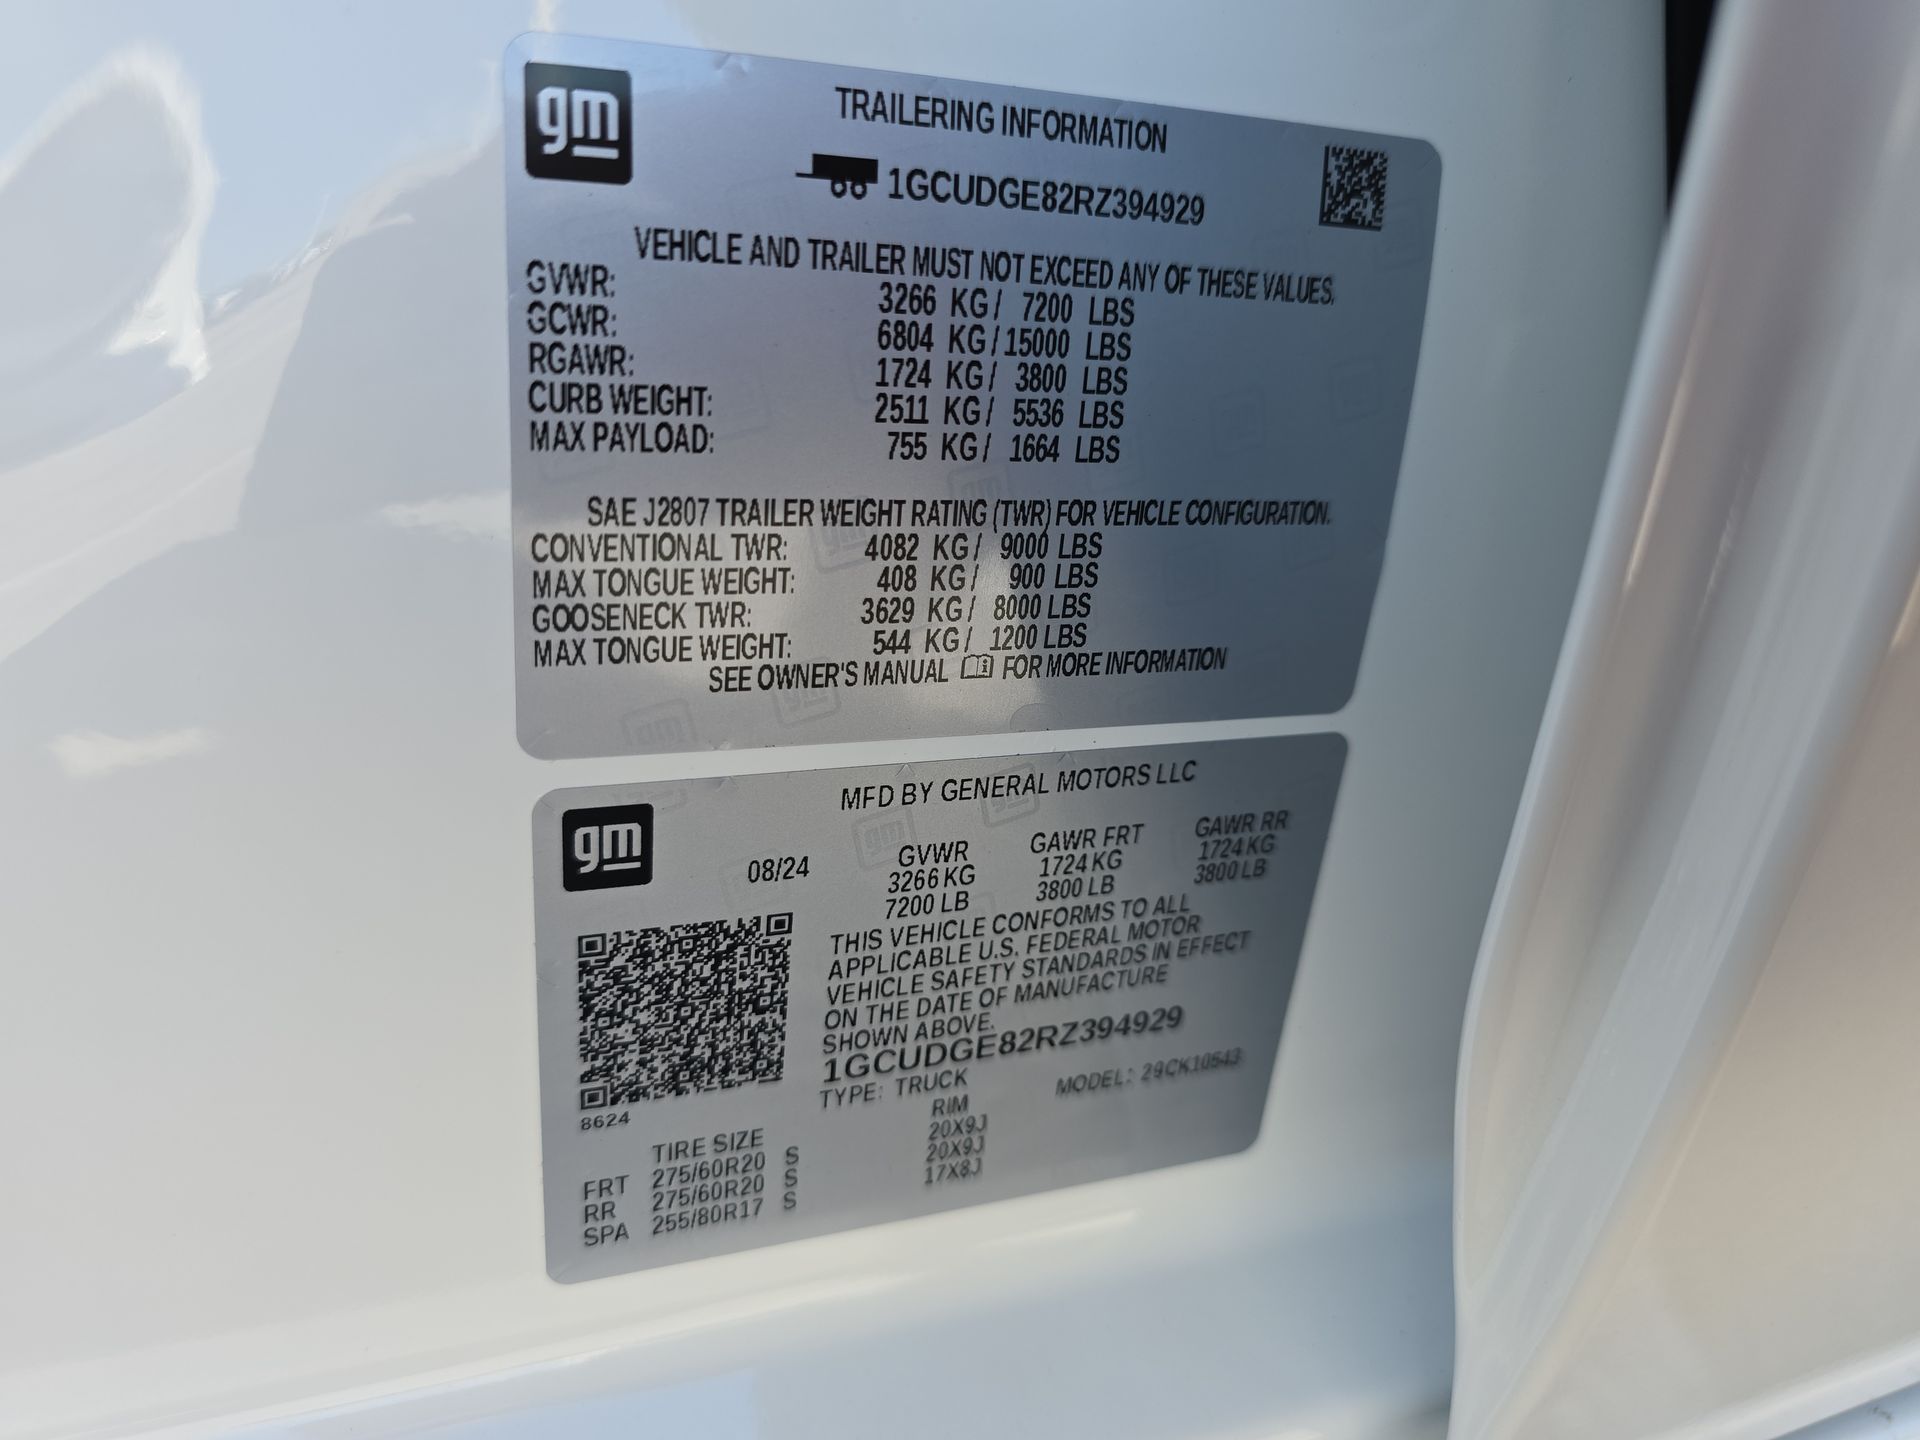 gm
TRAILERING INFORMATION
1GCUDGE82RZ394929
VEHICLE AND TRAILER MUST NOT EXCEED ANY OF THESE VALUES.
GVWR: 3266 KG/ 7200 LBS
GCWR: 6804 KG/15000 LBS
RGAWR: 1724 KG/ 3800 LBS
CURB WEIGHT: 2511 KG/ 5536 LBS
MAX PAYLOAD: 755 KG/ 1664 LBS
SAE J2807 TRAILER WEIGHT RATING (TWR) FOR VEHICLE CONFIGURATION.
CONVENTIONAL TWR: 4082 KG/ 9000 LBS
MAX TONGUE WEIGHT: 408 KG/ 900 LBS
GOOSENECK TWR: 3629 KG/ 8000 LBS
MAX TONGUE WEIGHT: 544 KG/ 1200 LBS
SEE OWNER'S MANUAL FOR MORE INFORMATION
gm
MFD BY GENERAL MOTORS LLC
08/24 GVWR GAWR FRT GAWR RR
3266 KG 1724 KG 1724 KG
7200 LB 3800 LB 3800 LB
THIS VEHICLE CONFORMS TO ALL
APPLICABLE U.S. FEDERAL MOTOR
VEHICLE SAFETY STANDARDS IN EFFECT
ON THE DATE OF MANUFACTURE
SHOWN ABOVE.
1GCUDGE82RZ394929
TYPE: TRUCK MODEL: 29CK10543
8624
TIRE SIZE RIM
FRT 275/60R20 S 20X9J
RR 275/60R20 S 20X9J
SPA 255/80R17 S 17X8J